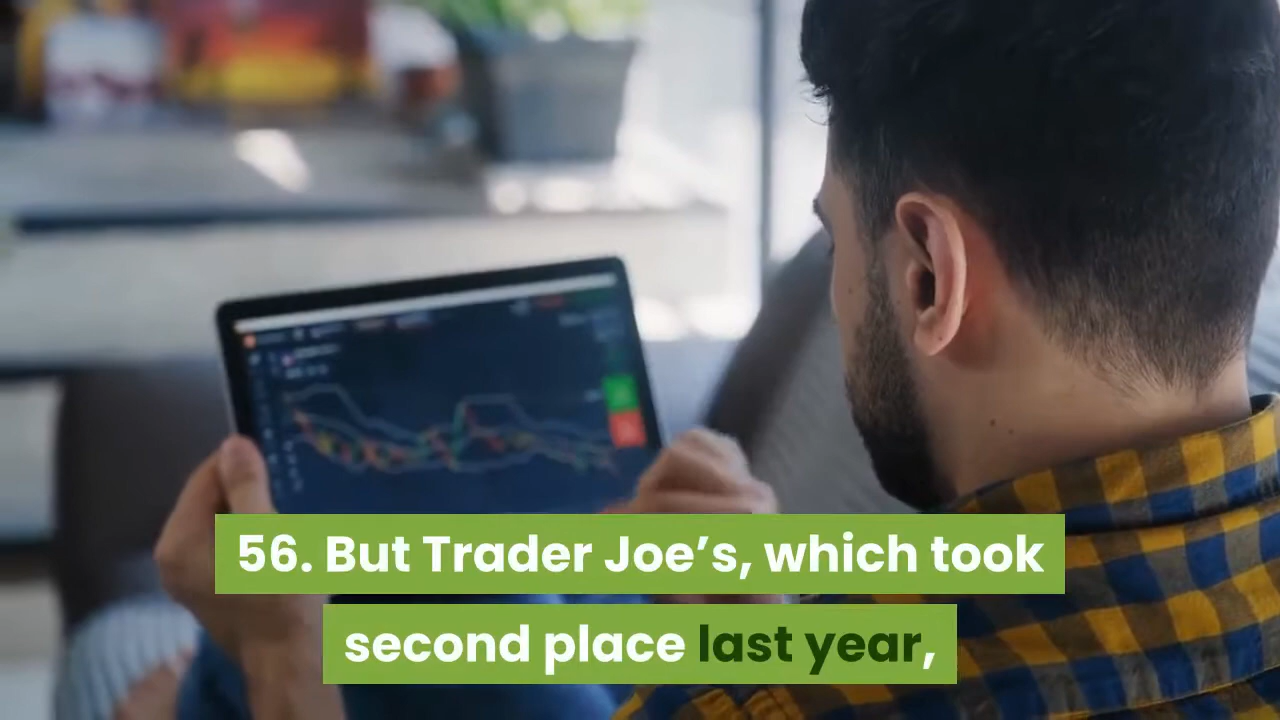 56. But Trader Joe’s, which took
second place last year,